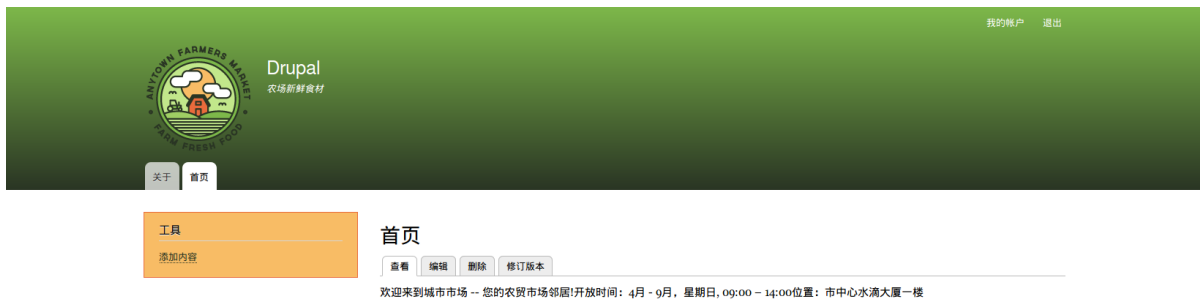 我的帐户 退出
ANYTOWN FARMERS MARKET
FARM FRESH FOOD
Drupal
农场新鲜食材
关于 首页
工具
添加内容
首页
查看 编辑 删除 修订版本
欢迎来到城市市场 -- 您的农贸市场邻居!开放时间：4月 - 9月，星期日, 09:00 – 14:00位置：市中心水滴大厦一楼